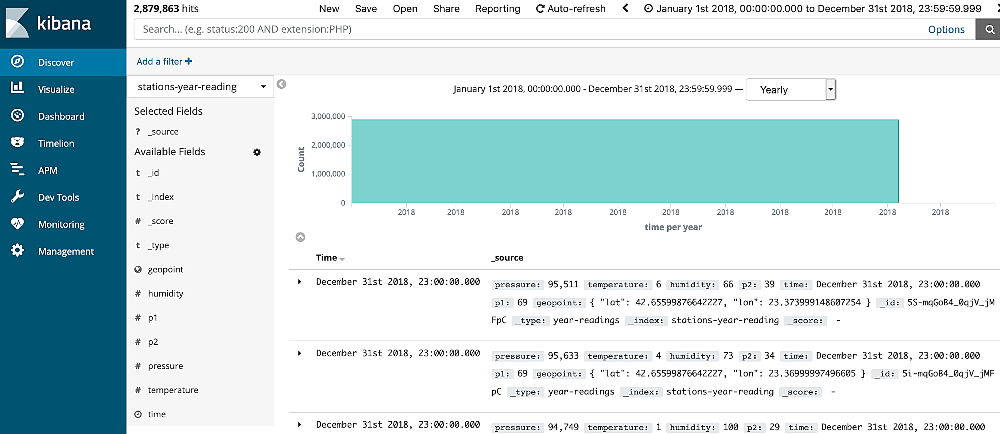 kibana
Discover
Visualize
Dashboard
Timelion
APM
Dev Tools
Monitoring
Management
2,879,863 hits
New Save Open Share Reporting Auto-refresh January 1st 2018, 00:00:00.000 to December 31st 2018, 23:59:59.999
Search... (e.g. status:200 AND extension:PHP)
Options
Add a filter +
stations-year-reading
Selected Fields
? _source
Available Fields
t _id
t _index
# _score
t _type
geopoint
# humidity
# p1
# p2
# pressure
# temperature
time
January 1st 2018, 00:00:00.000 - December 31st 2018, 23:59:59.999 — Yearly
3,000,000
2,000,000
1,000,000
0
Count
2018 2018 2018 2018 2018 2018 2018 2018 2018 2018 2018
time per year
Time _source
December 31st 2018, 23:00:00.000 pressure: 95,511 temperature: 6 humidity: 66 p2: 39 time: December 31st 2018, 23:00:00.000
p1: 69 geopoint: { "lat": 42.65599876642227, "lon": 23.373999148607254 } _id: 5S-mqGoB4_0qjV_jM
FpC _type: year-readings _index: stations-year-reading _score: -
December 31st 2018, 23:00:00.000 pressure: 95,633 temperature: 4 humidity: 73 p2: 34 time: December 31st 2018, 23:00:00.000
p1: 69 geopoint: { "lat": 42.65599876642227, "lon": 23.36999997496605 } _id: 5i-mqGoB4_0qjV_jMF
pC _type: year-readings _index: stations-year-reading _score: -
December 31st 2018, 23:00:00.000 pressure: 94,749 temperature: 1 humidity: 100 p2: 29 time: December 31st 2018, 23:00:00.000